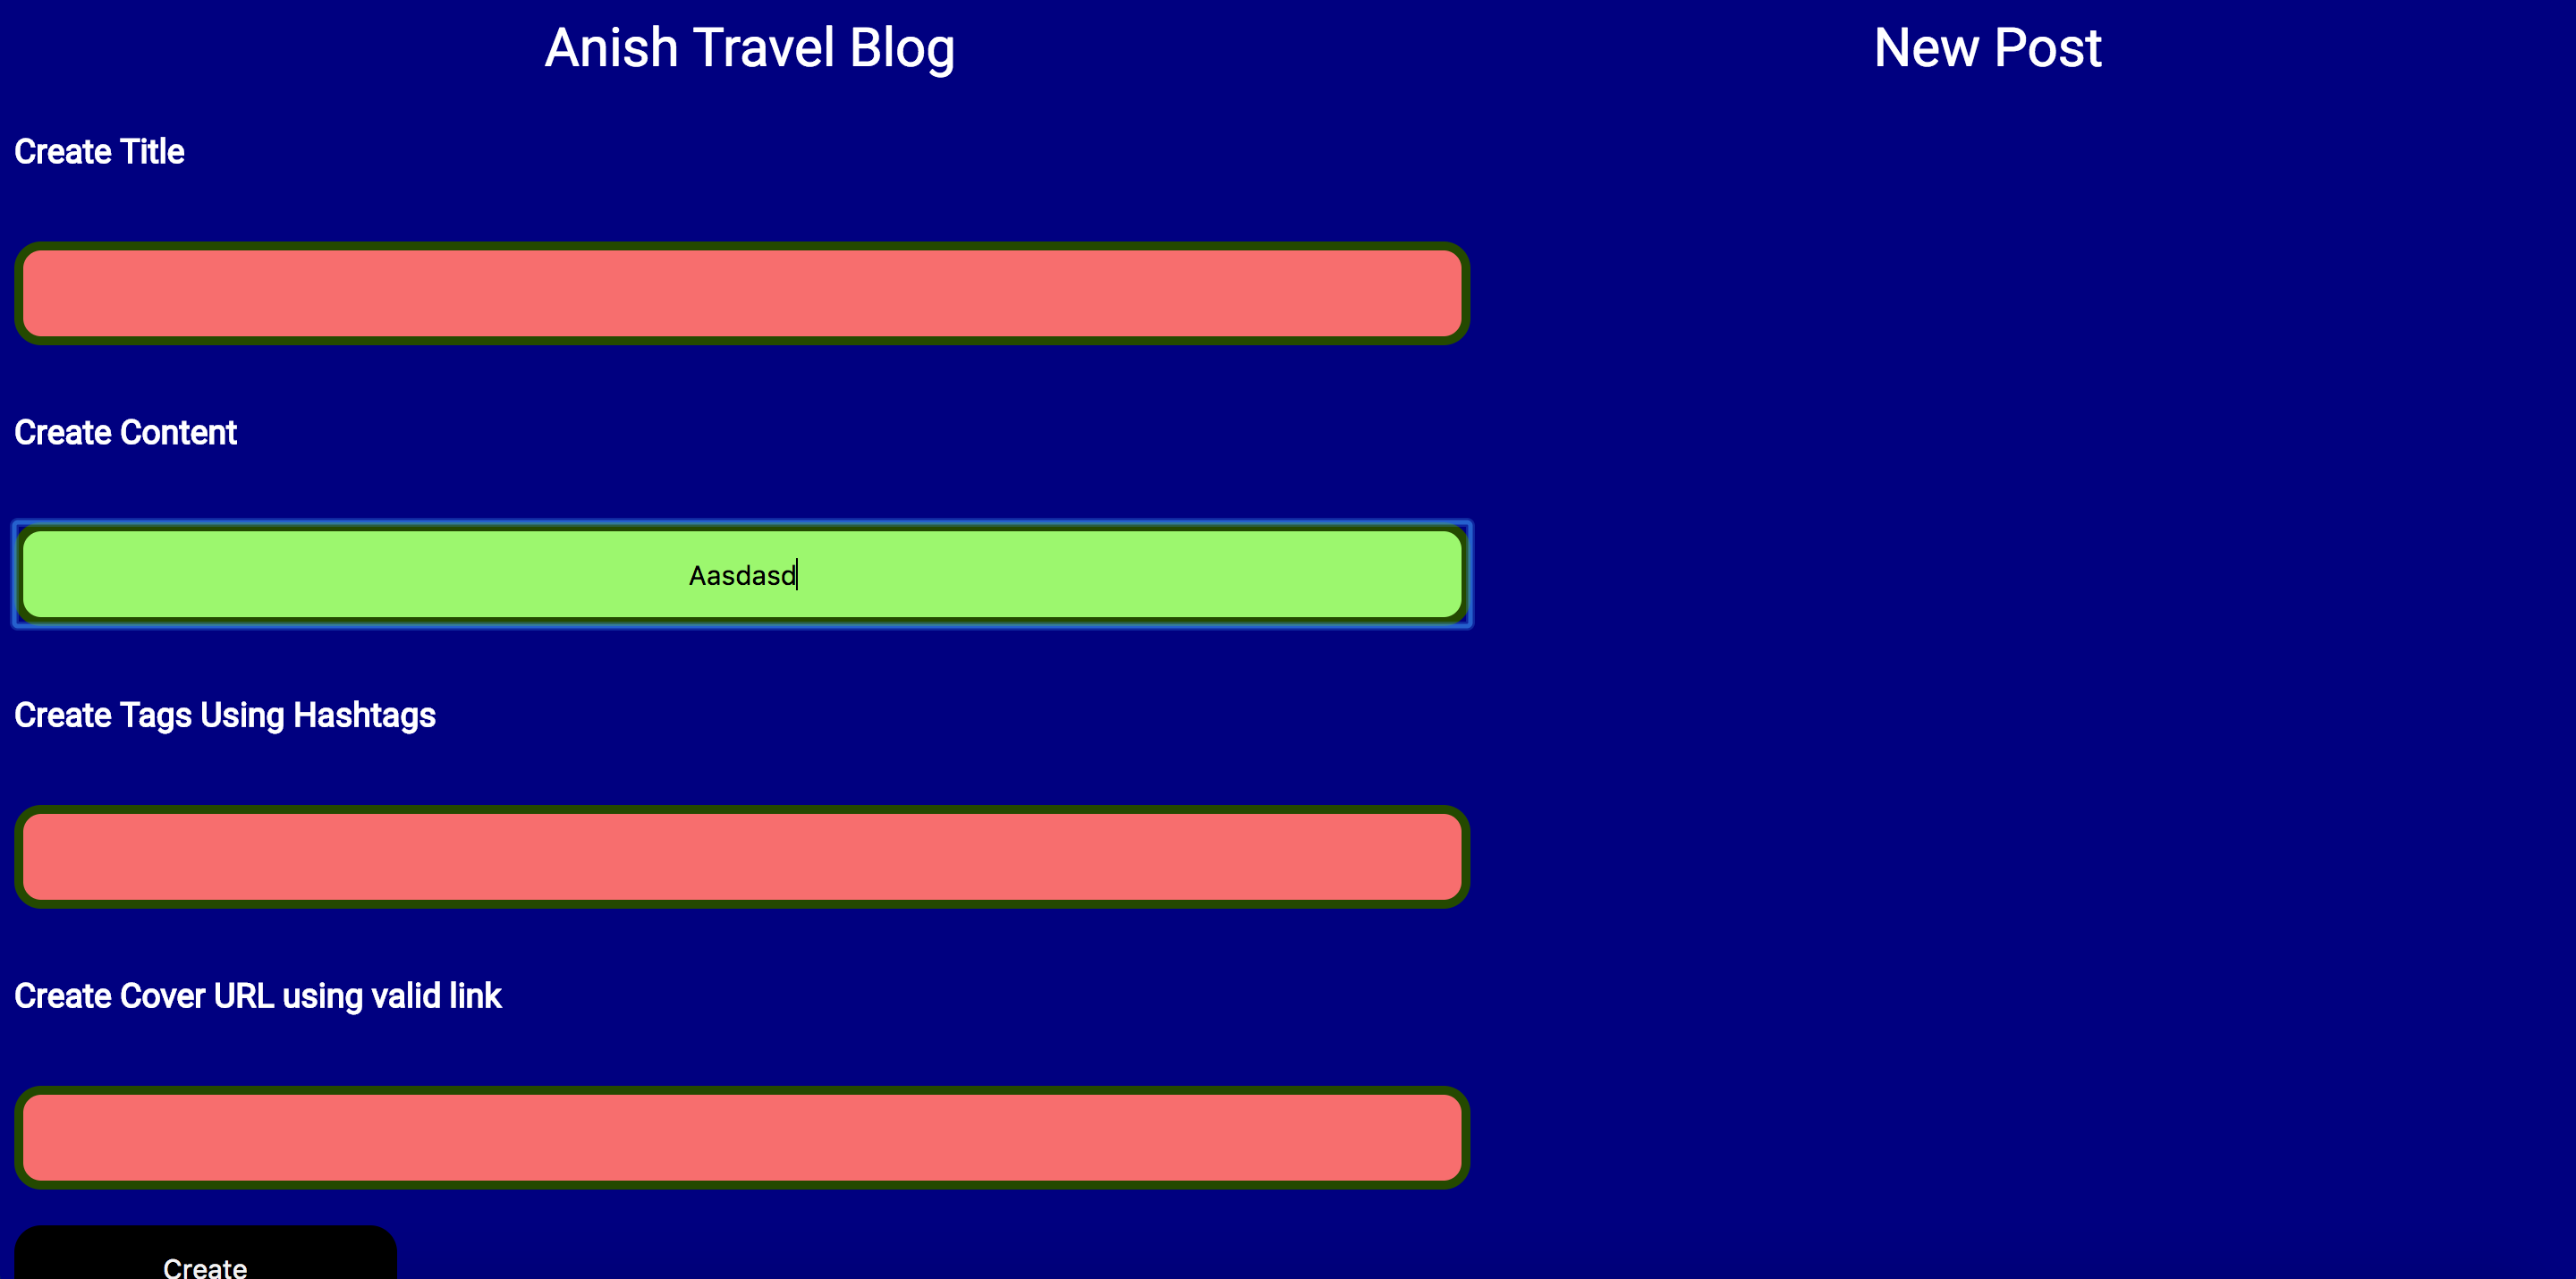 Anish Travel Blog New Post
Create Title
Create Content
Aasdasd
Create Tags Using Hashtags
Create Cover URL using valid link
Create